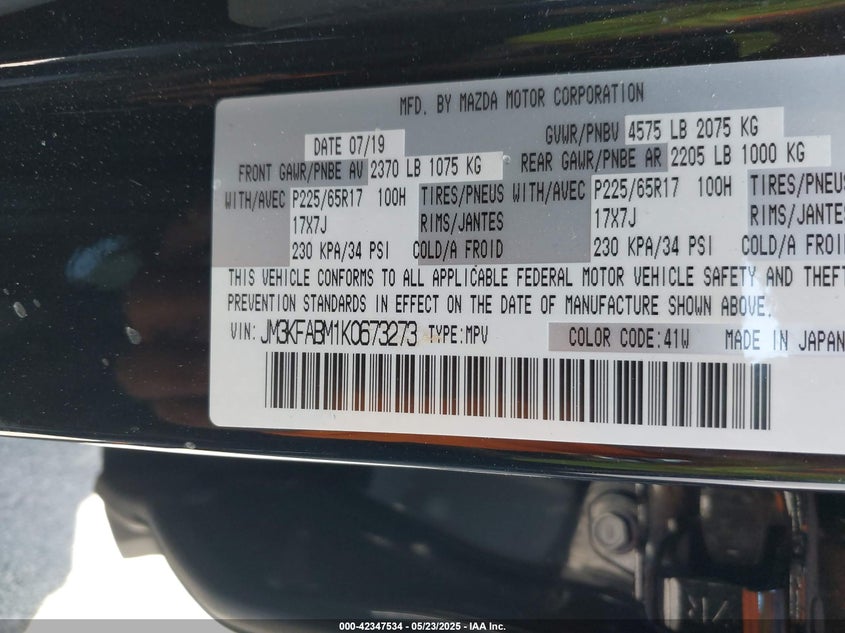 MFD. BY MAZDA MOTOR CORPORATION
DATE 07/19 GVWR/PNBV 4575 LB 2075 KG
FRONT GAWR/PNBE AV 2370 LB 1075 KG REAR GAWR/PNBE AR 2205 LB 1000 KG
WITH/AVEC P225/65R17 100H TIRES/PNEUS WITH/AVEC P225/65R17 100H TIRES/PNEUS
17X7J RIMS/JANTES 17X7J RIMS/JANTES
230 KPA/34 PSI COLD/A FROID 230 KPA/34 PSI COLD/A FROID
THIS VEHICLE CONFORMS TO ALL APPLICABLE FEDERAL MOTOR VEHICLE SAFETY AND THEFT
PREVENTION STANDARDS IN EFFECT ON THE DATE OF MANUFACTURE SHOWN ABOVE.
VIN: JM3KFABM1K0673273 TYPE:MPV COLOR CODE:41W MADE IN JAPAN
000-42347534 - 05/23/2025 - IAA Inc.